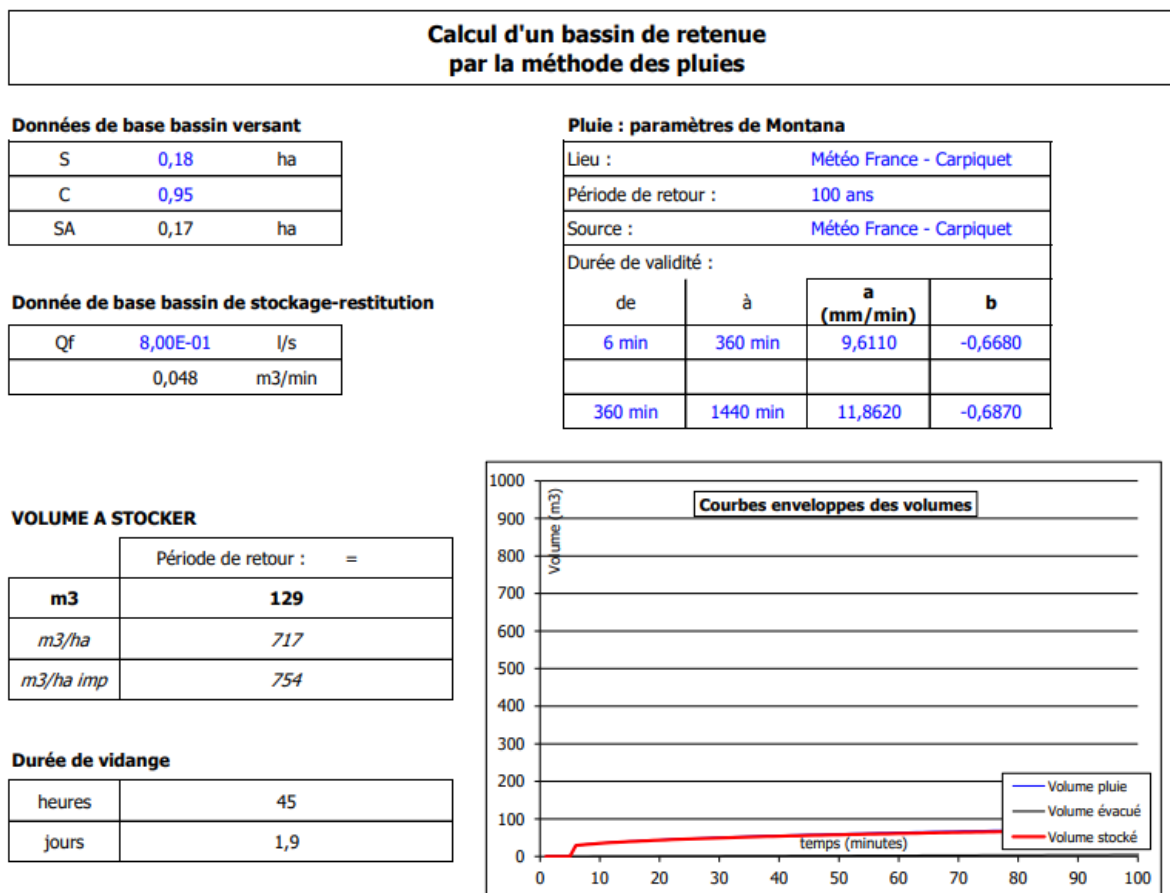 Calcul d'un bassin de retenue
par la méthode des pluies
Données de base bassin versant
S 0,18 ha
C 0,95
SA 0,17 ha
Donnée de base bassin de stockage-restitution
Qf 8,00E-01 l/s
0,048 m3/min
Pluie : paramètres de Montana
Lieu : Météo France - Carpiquet
Période de retour : 100 ans
Source : Météo France - Carpiquet
Durée de validité :
de à a (mm/min) b
6 min 360 min 9,6110 -0,6680
360 min 1440 min 11,8620 -0,6870
VOLUME A STOCKER
Période de retour : =
m3 129
m3/ha 717
m3/ha imp 754
Durée de vidange
heures 45
jours 1,9
Courbes enveloppes des volumes
Volume (m3)
1000
900
800
700
600
500
400
300
200
100
0
Volume pluie
Volume évacué
Volume stocké
temps (minutes)
0 10 20 30 40 50 60 70 80 90 100